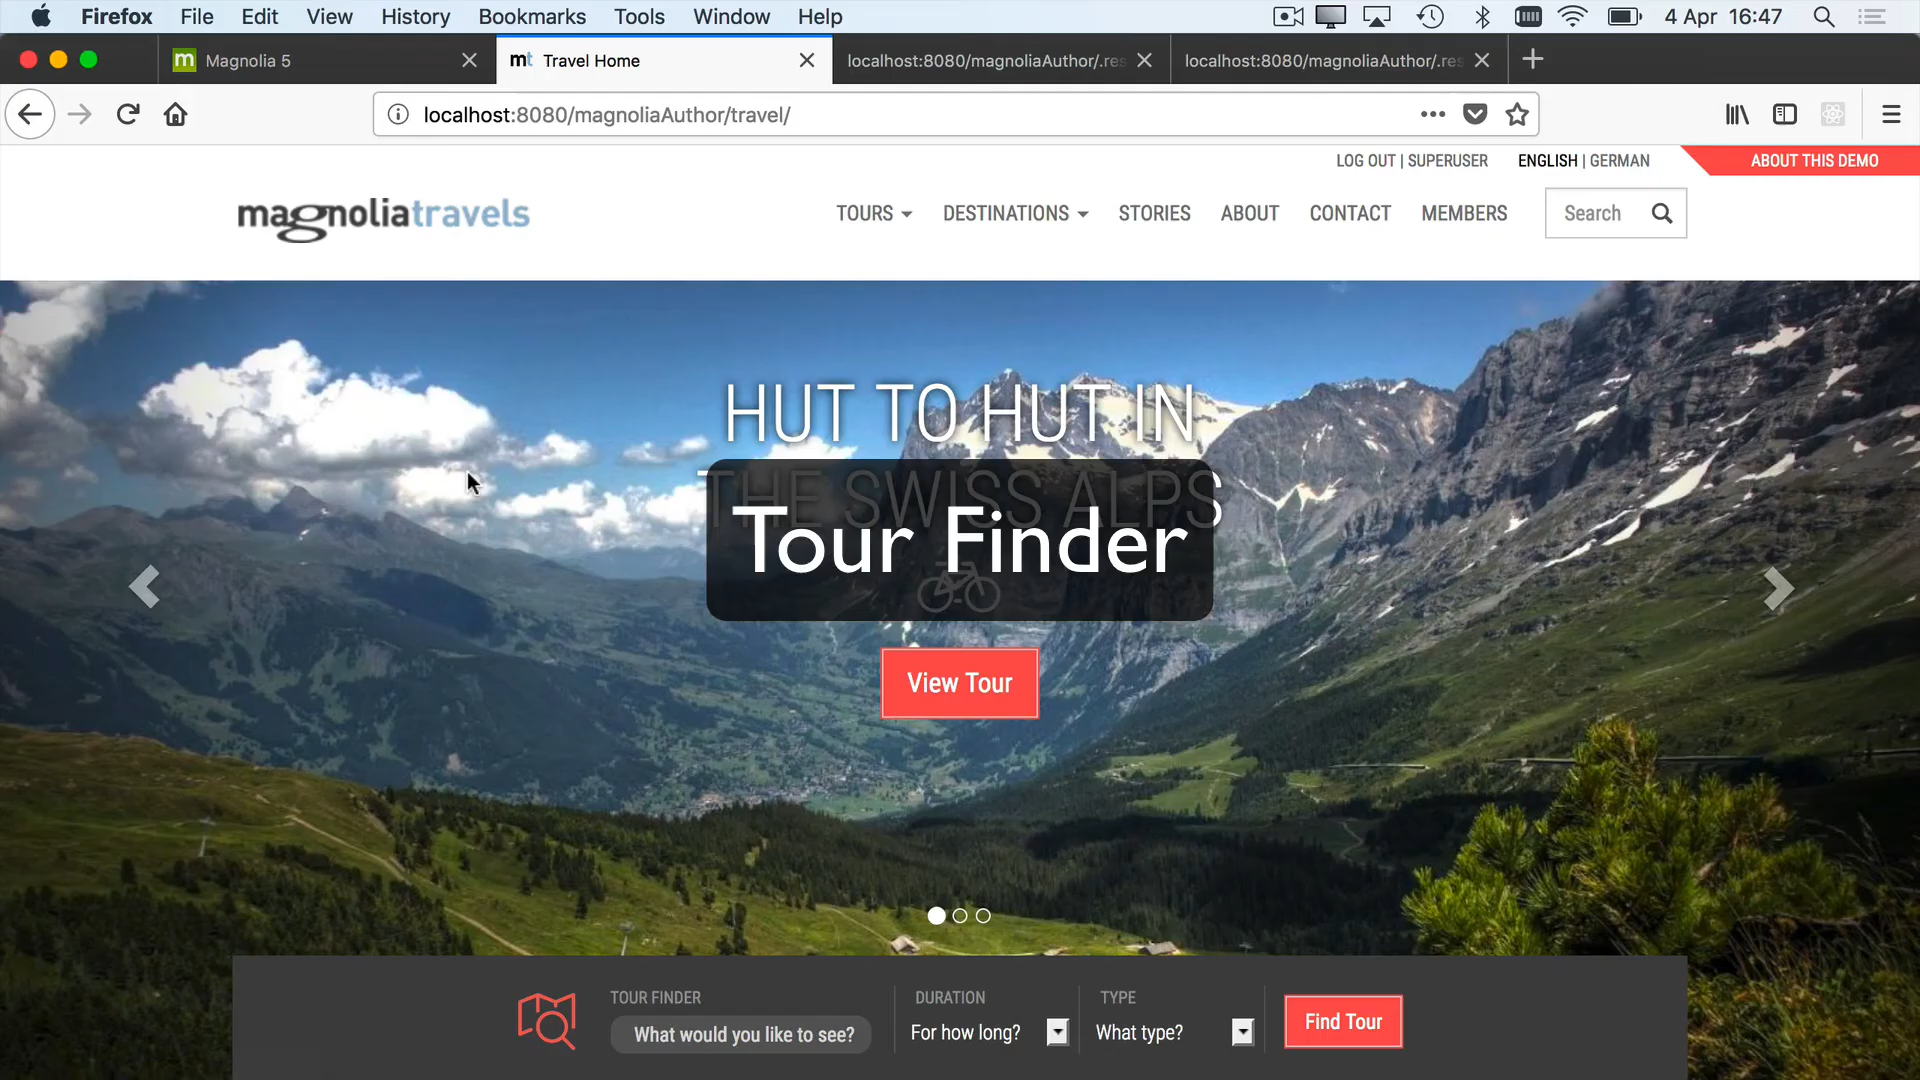 Firefox File Edit View History Bookmarks Tools Window Help 4 Apr 16:47
m Magnolia 5 mt Travel Home localhost:8080/magnoliaAuthor/.res localhost:8080/magnoliaAuthor/.res
localhost:8080/magnoliaAuthor/travel/
LOG OUT | SUPERUSER ENGLISH | GERMAN ABOUT THIS DEMO
magnoliatravels TOURS DESTINATIONS STORIES ABOUT CONTACT MEMBERS Search
HUT TO HUT IN
THE SWISS ALPS
Tour Finder
View Tour
TOUR FINDER DURATION TYPE
What would you like to see? For how long? What type? Find Tour